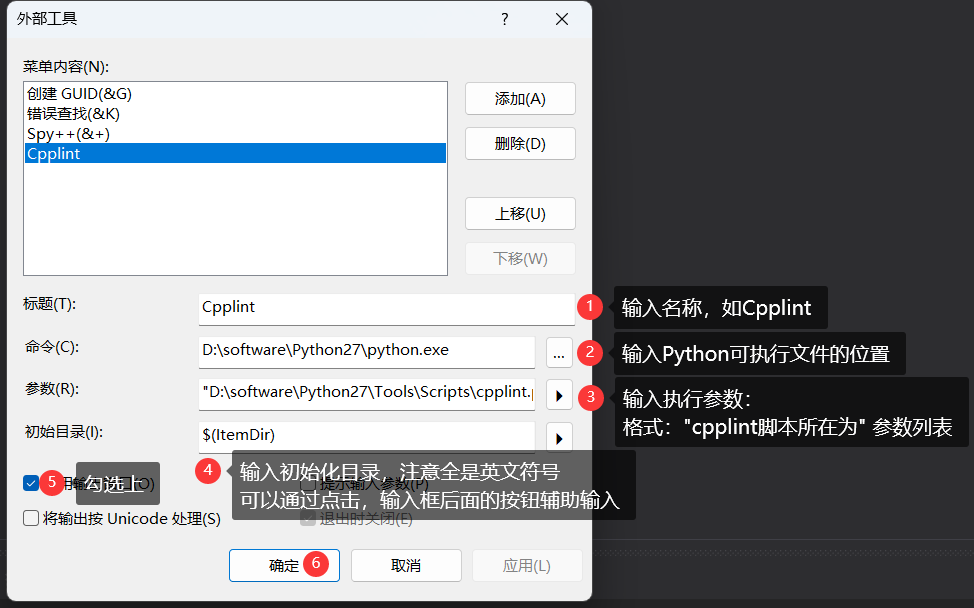 外部工具
?
菜单内容(N):
创建 GUID(&G)
错误查找(&K)
Spy++(&+)
Cpplint
添加(A)
删除(D)
上移(U)
下移(W)
标题(T):
Cpplint
1
输入名称，如Cpplint
命令(C):
D:\software\Python27\python.exe
...
2
输入Python可执行文件的位置
参数(R):
"D:\software\Python27\Tools\Scripts\cpplint.
3
输入执行参数：
格式："cpplint脚本所在为" 参数列表
初始目录(I):
$(ItemDir)
4
输入初始化目录，注意全是英文符号
可以通过点击，输入框后面的按钮辅助输入
5
勾选上
用输出窗口(O)
提示输入参数(P)
将输出按 Unicode 处理(S)
退出时关闭(E)
确定
6
取消
应用(L)